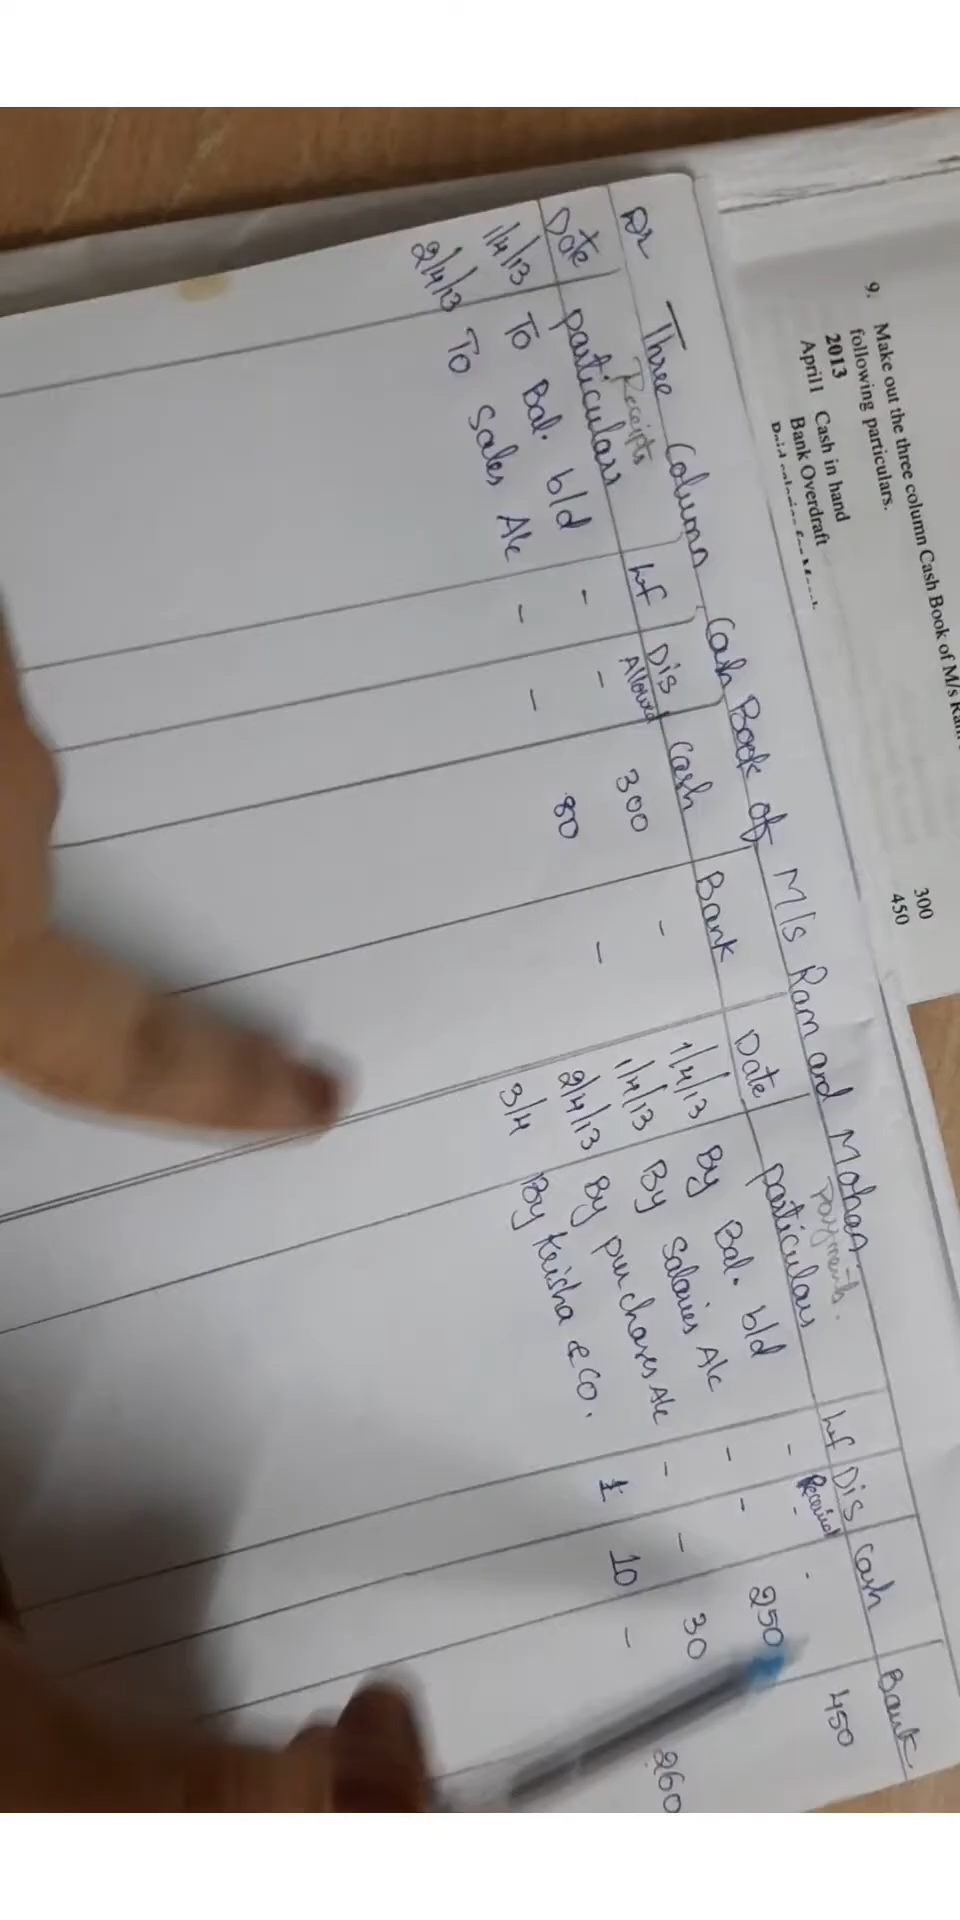 9. Make out the three column Cash Book of M/s Ram
following particulars.
2013
April 1 Cash in hand 300
Bank Overdraft 450
Three Column Cash Book of M/s Ram and Mohan.
Dr Receipts Payments.
Date Particulars L.f Dis Allowed Cash Bank Date Particulars L.f Dis Received Cash Bank
1/4/13 To Bal. b/d - - 300 - 1/4/13 By Bal. b/d - - - 450
2/4/13 To Sales A/c - - 80 - 1/4/13 By Salaries A/c - - 250
2/4/13 By purchases A/c - - 30
3/4 By Krisha & Co. 1 10 - 260